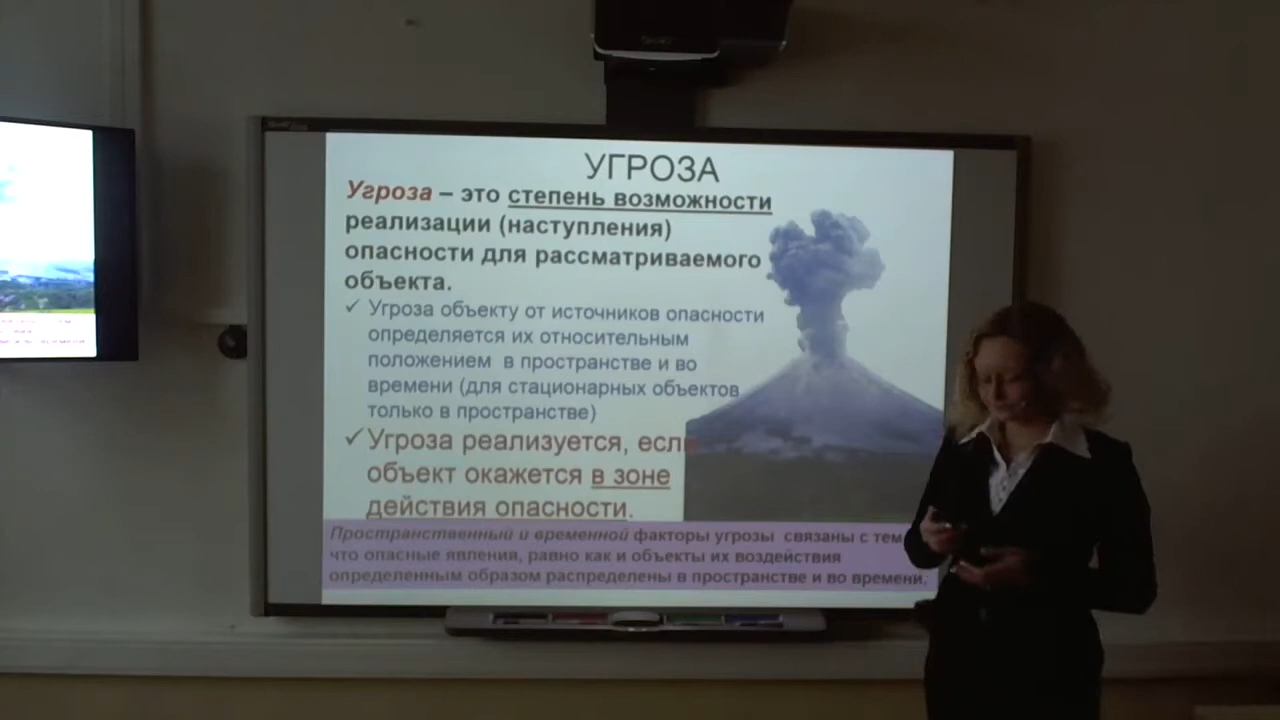 УГРОЗА
Угроза – это степень возможности
реализации (наступления)
опасности для рассматриваемого
объекта.
✓ Угроза объекту от источников опасности
определяется их относительным
положением в пространстве и во
времени (для стационарных объектов
только в пространстве)
✓ Угроза реализуется, если
объект окажется в зоне
действия опасности.
Пространственный и временной факторы угрозы связаны с тем
что опасные явления, равно как и объекты их воздействия
определенным образом распределены в пространстве и во времени.